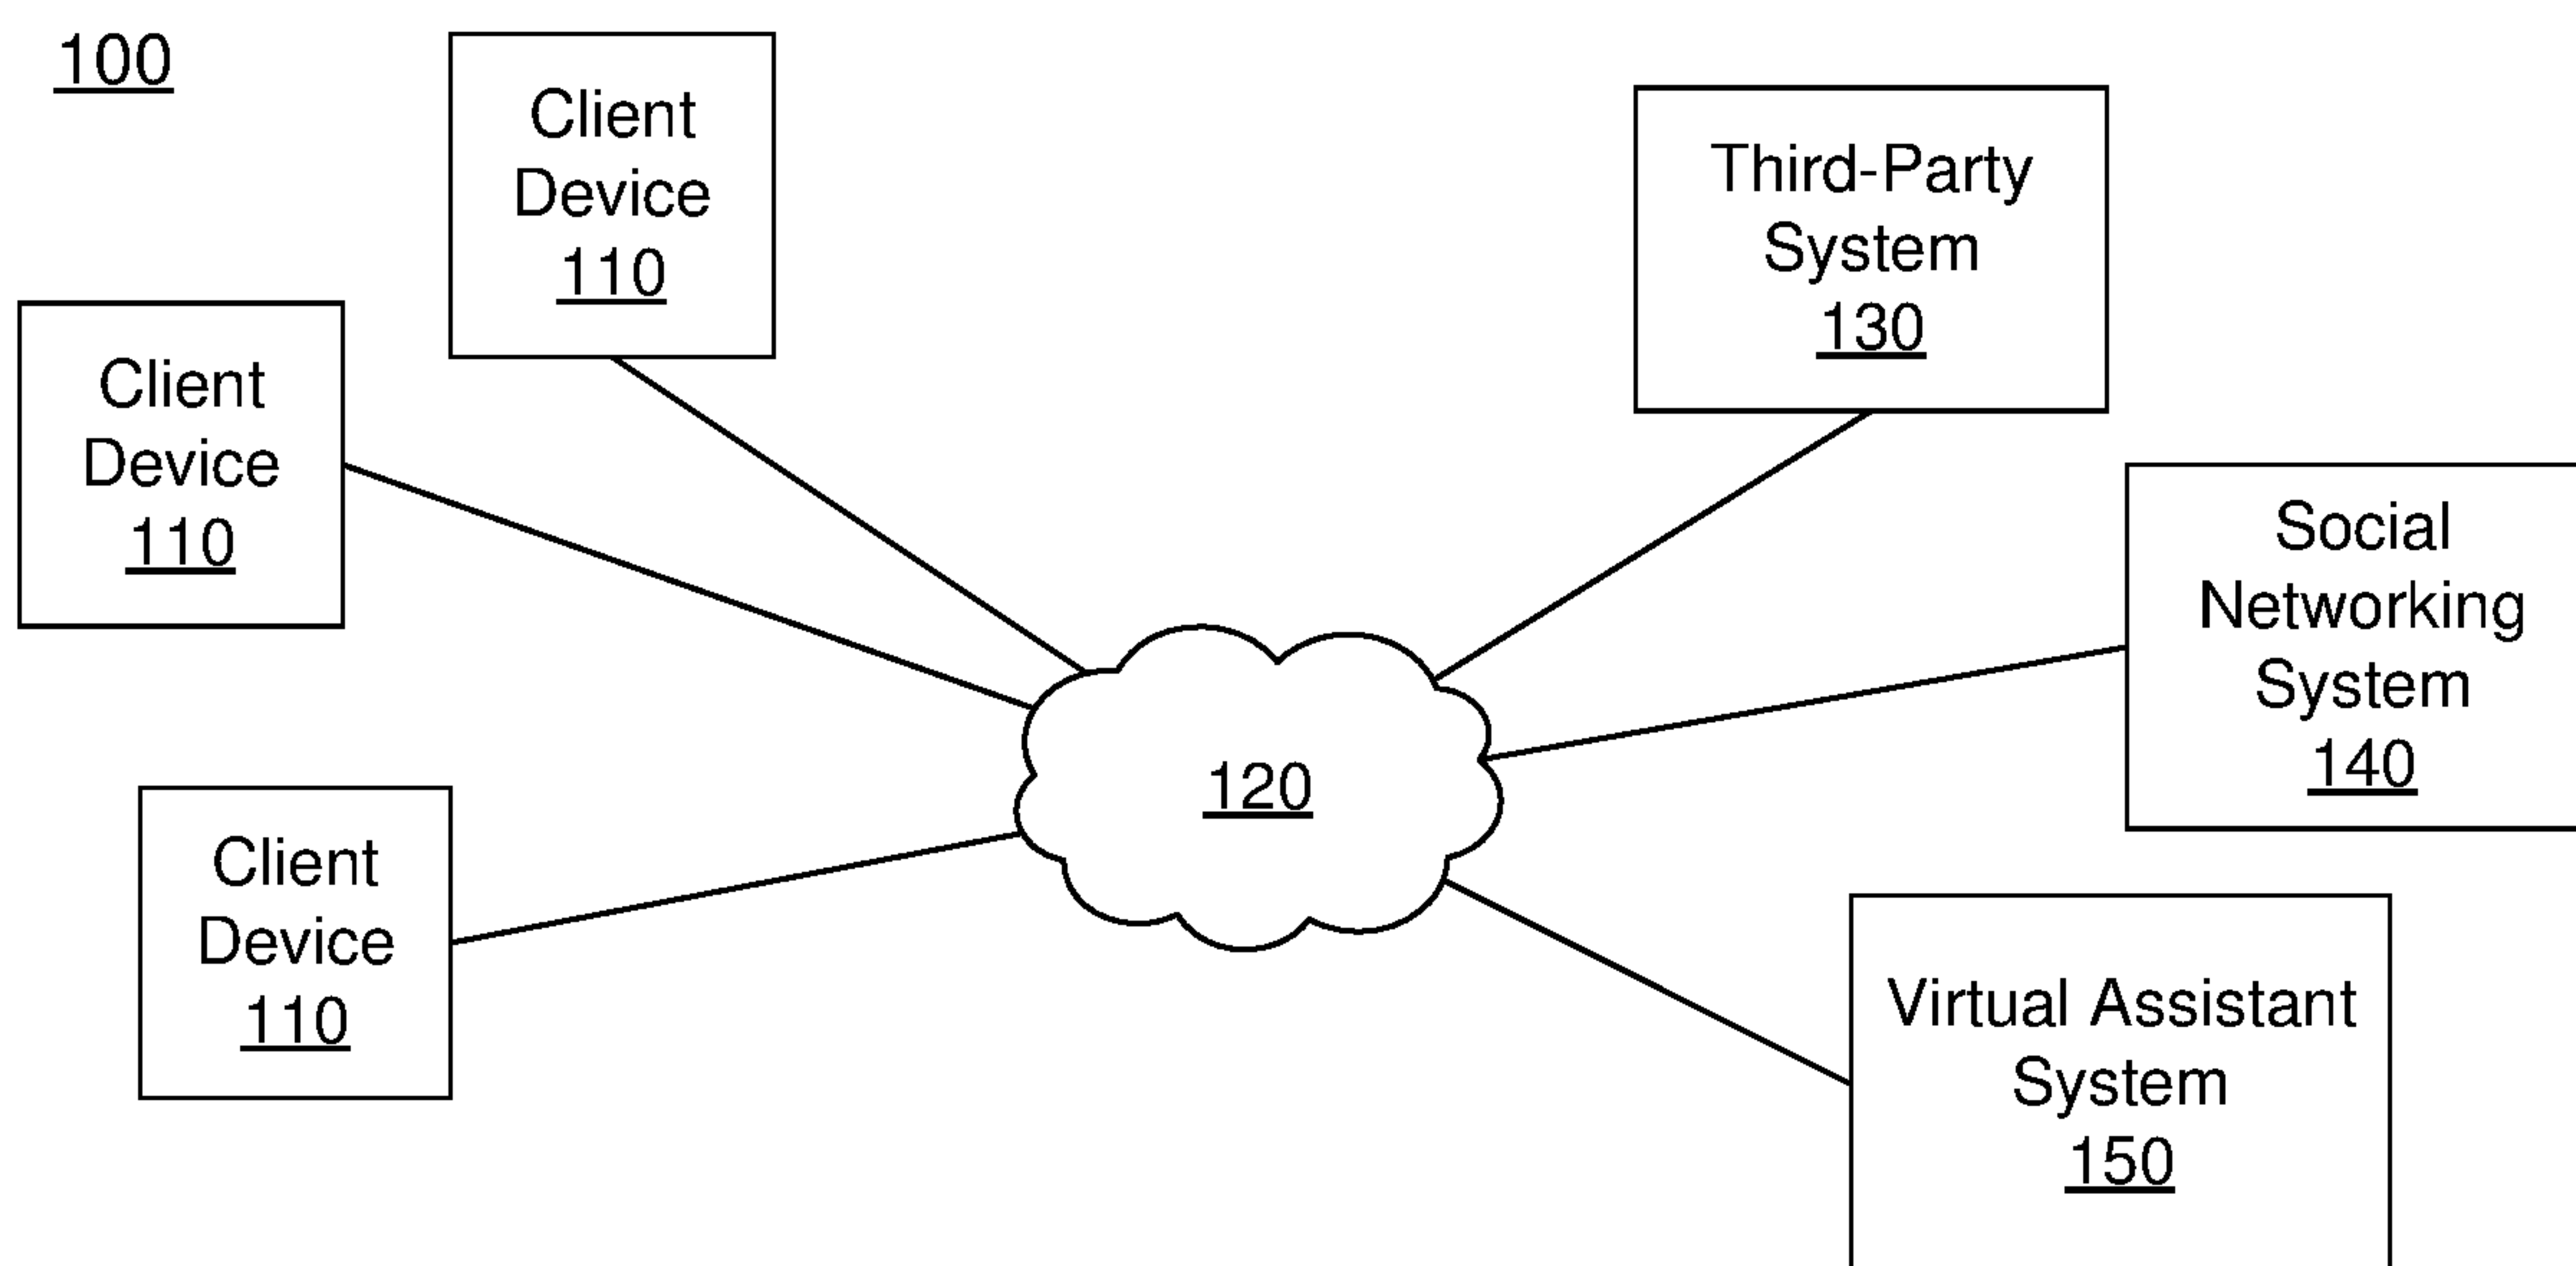 100
Client
Device
110
Client
Device
110
Client
Device
110
120
Third-Party
System
130
Social
Networking
System
140
Virtual Assistant
System
150